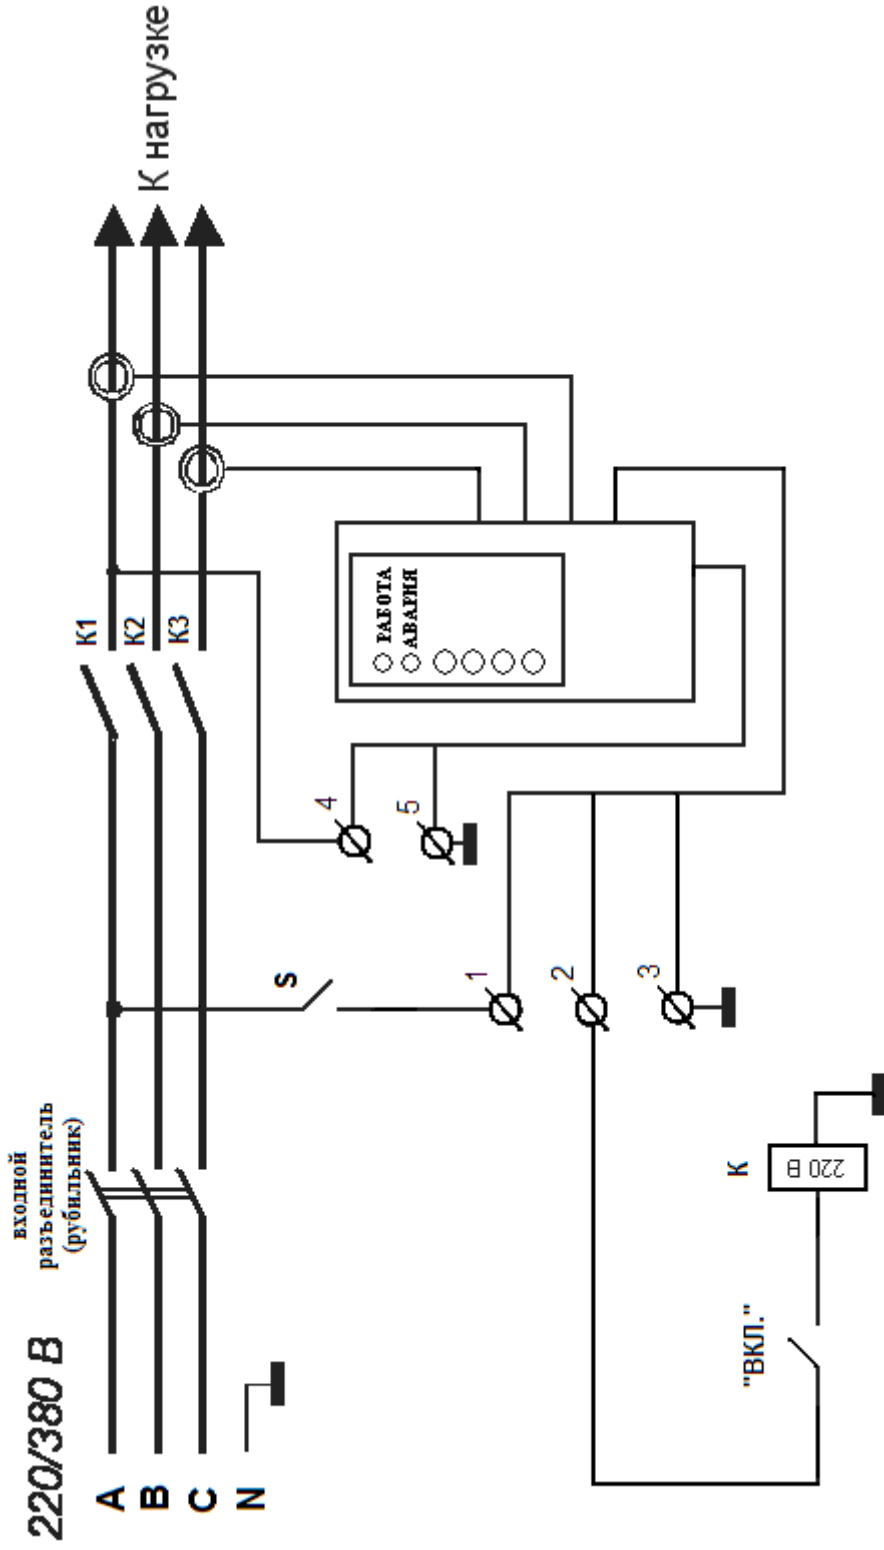 220/380 В
A
B
C
N
входной
разъединитель
(рубильник)
К1
К2
К3
К нагрузке
S
РАБОТА
АВАРИЯ
4
5
1
2
3
"ВКЛ."
К
220 В